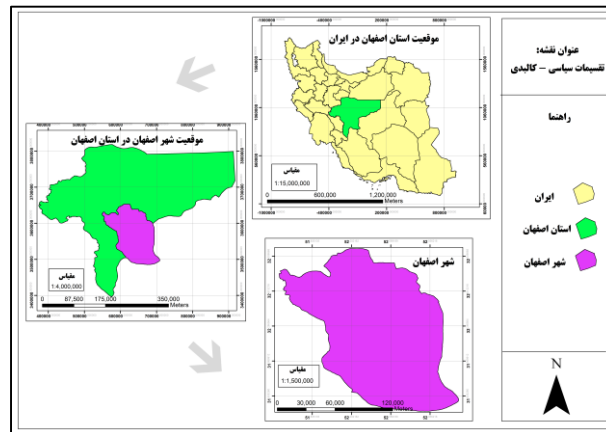 عنوان نقشه:
تقسیمات سیاسی – کالبدی
راهنما
ایران
استان اصفهان
شهر اصفهان
N
موقعیت استان اصفهان در ایران
مقیاس
1:15,000,000
0 600,000 1,200,000
Meters
موقعیت شهر اصفهان در استان اصفهان
مقیاس
1:4,000,000
0 87,500 175,000 350,000
Meters
شهر اصفهان
مقیاس
1:1,500,000
0 30,000 60,000 120,000
Meters